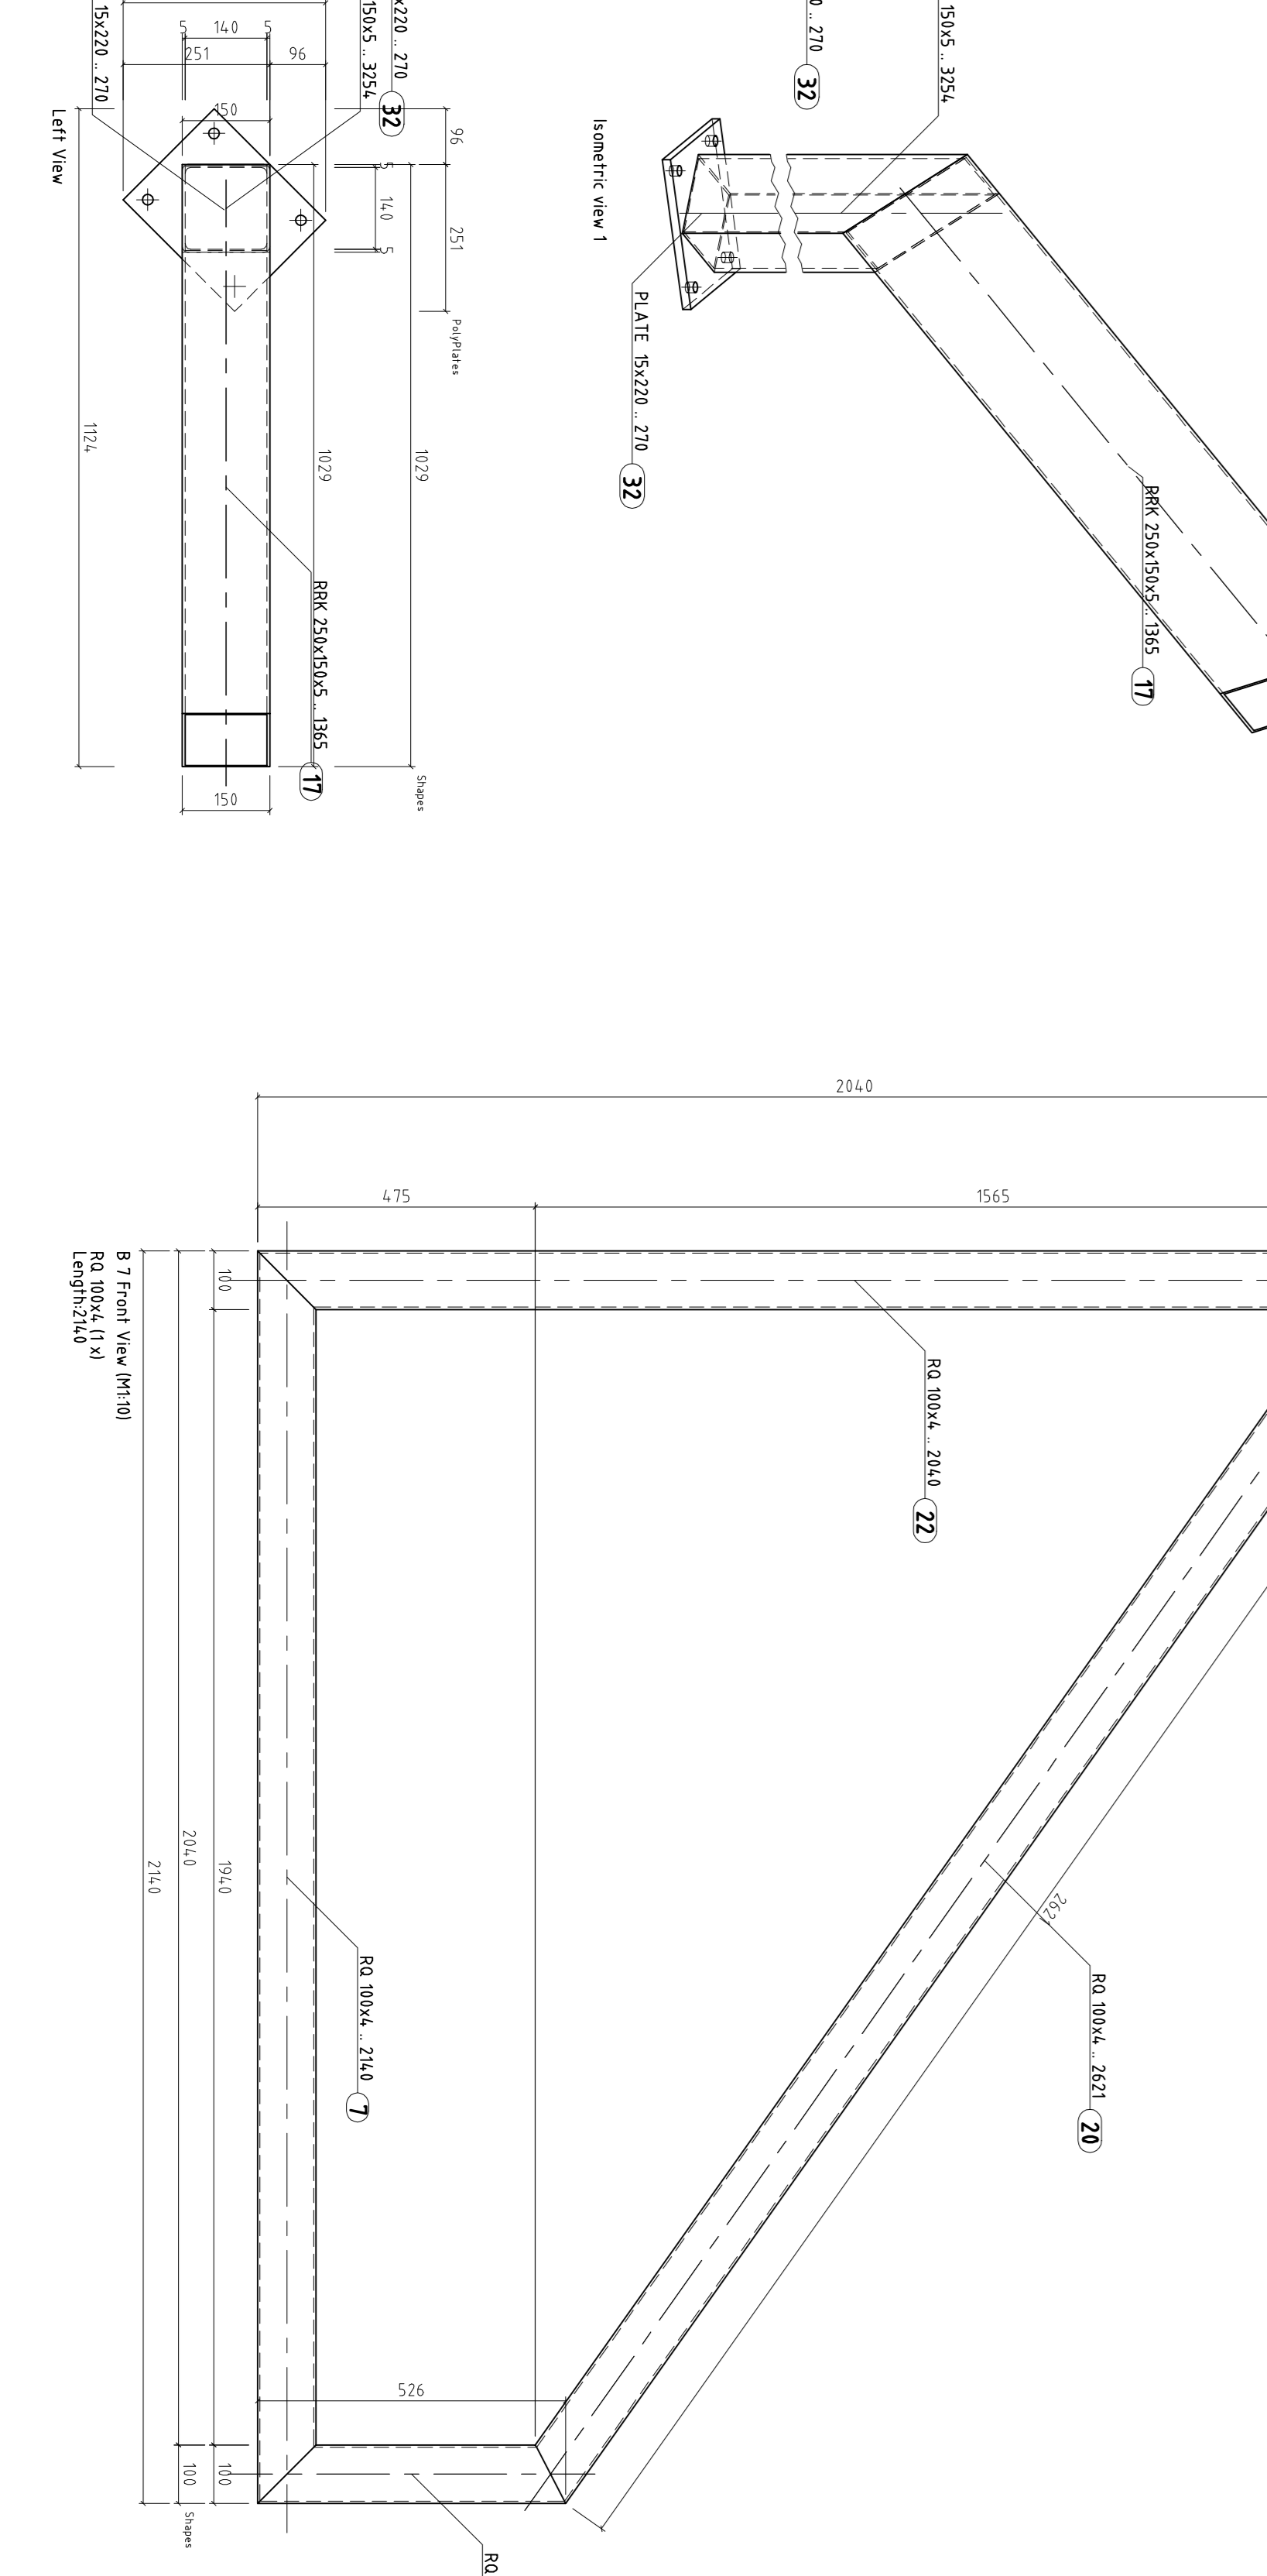 15x220 .. 270
150x5 .. 3254
x220 .. 270
32
5
140
5
251
96
150
96
5
140
5
251
PolyPlates
1124
1029
1029
RRK 250x150x5 .. 1365
17
150
Shapes
Left View
0 .. 270
32
150x5 .. 3254
Isometric view 1
PLATE 15x220 .. 270
32
RRK 250x150x5 .. 1365
17
2040
475
1565
B 7 Front View (M1:10)
RQ 100x4 (1 x)
Length:2140
100
RQ 100x4 .. 2040
22
1940
2040
2140
RQ 100x4 .. 2140
7
2621
RQ 100x4 .. 2621
20
526
100
100
Shapes
RQ